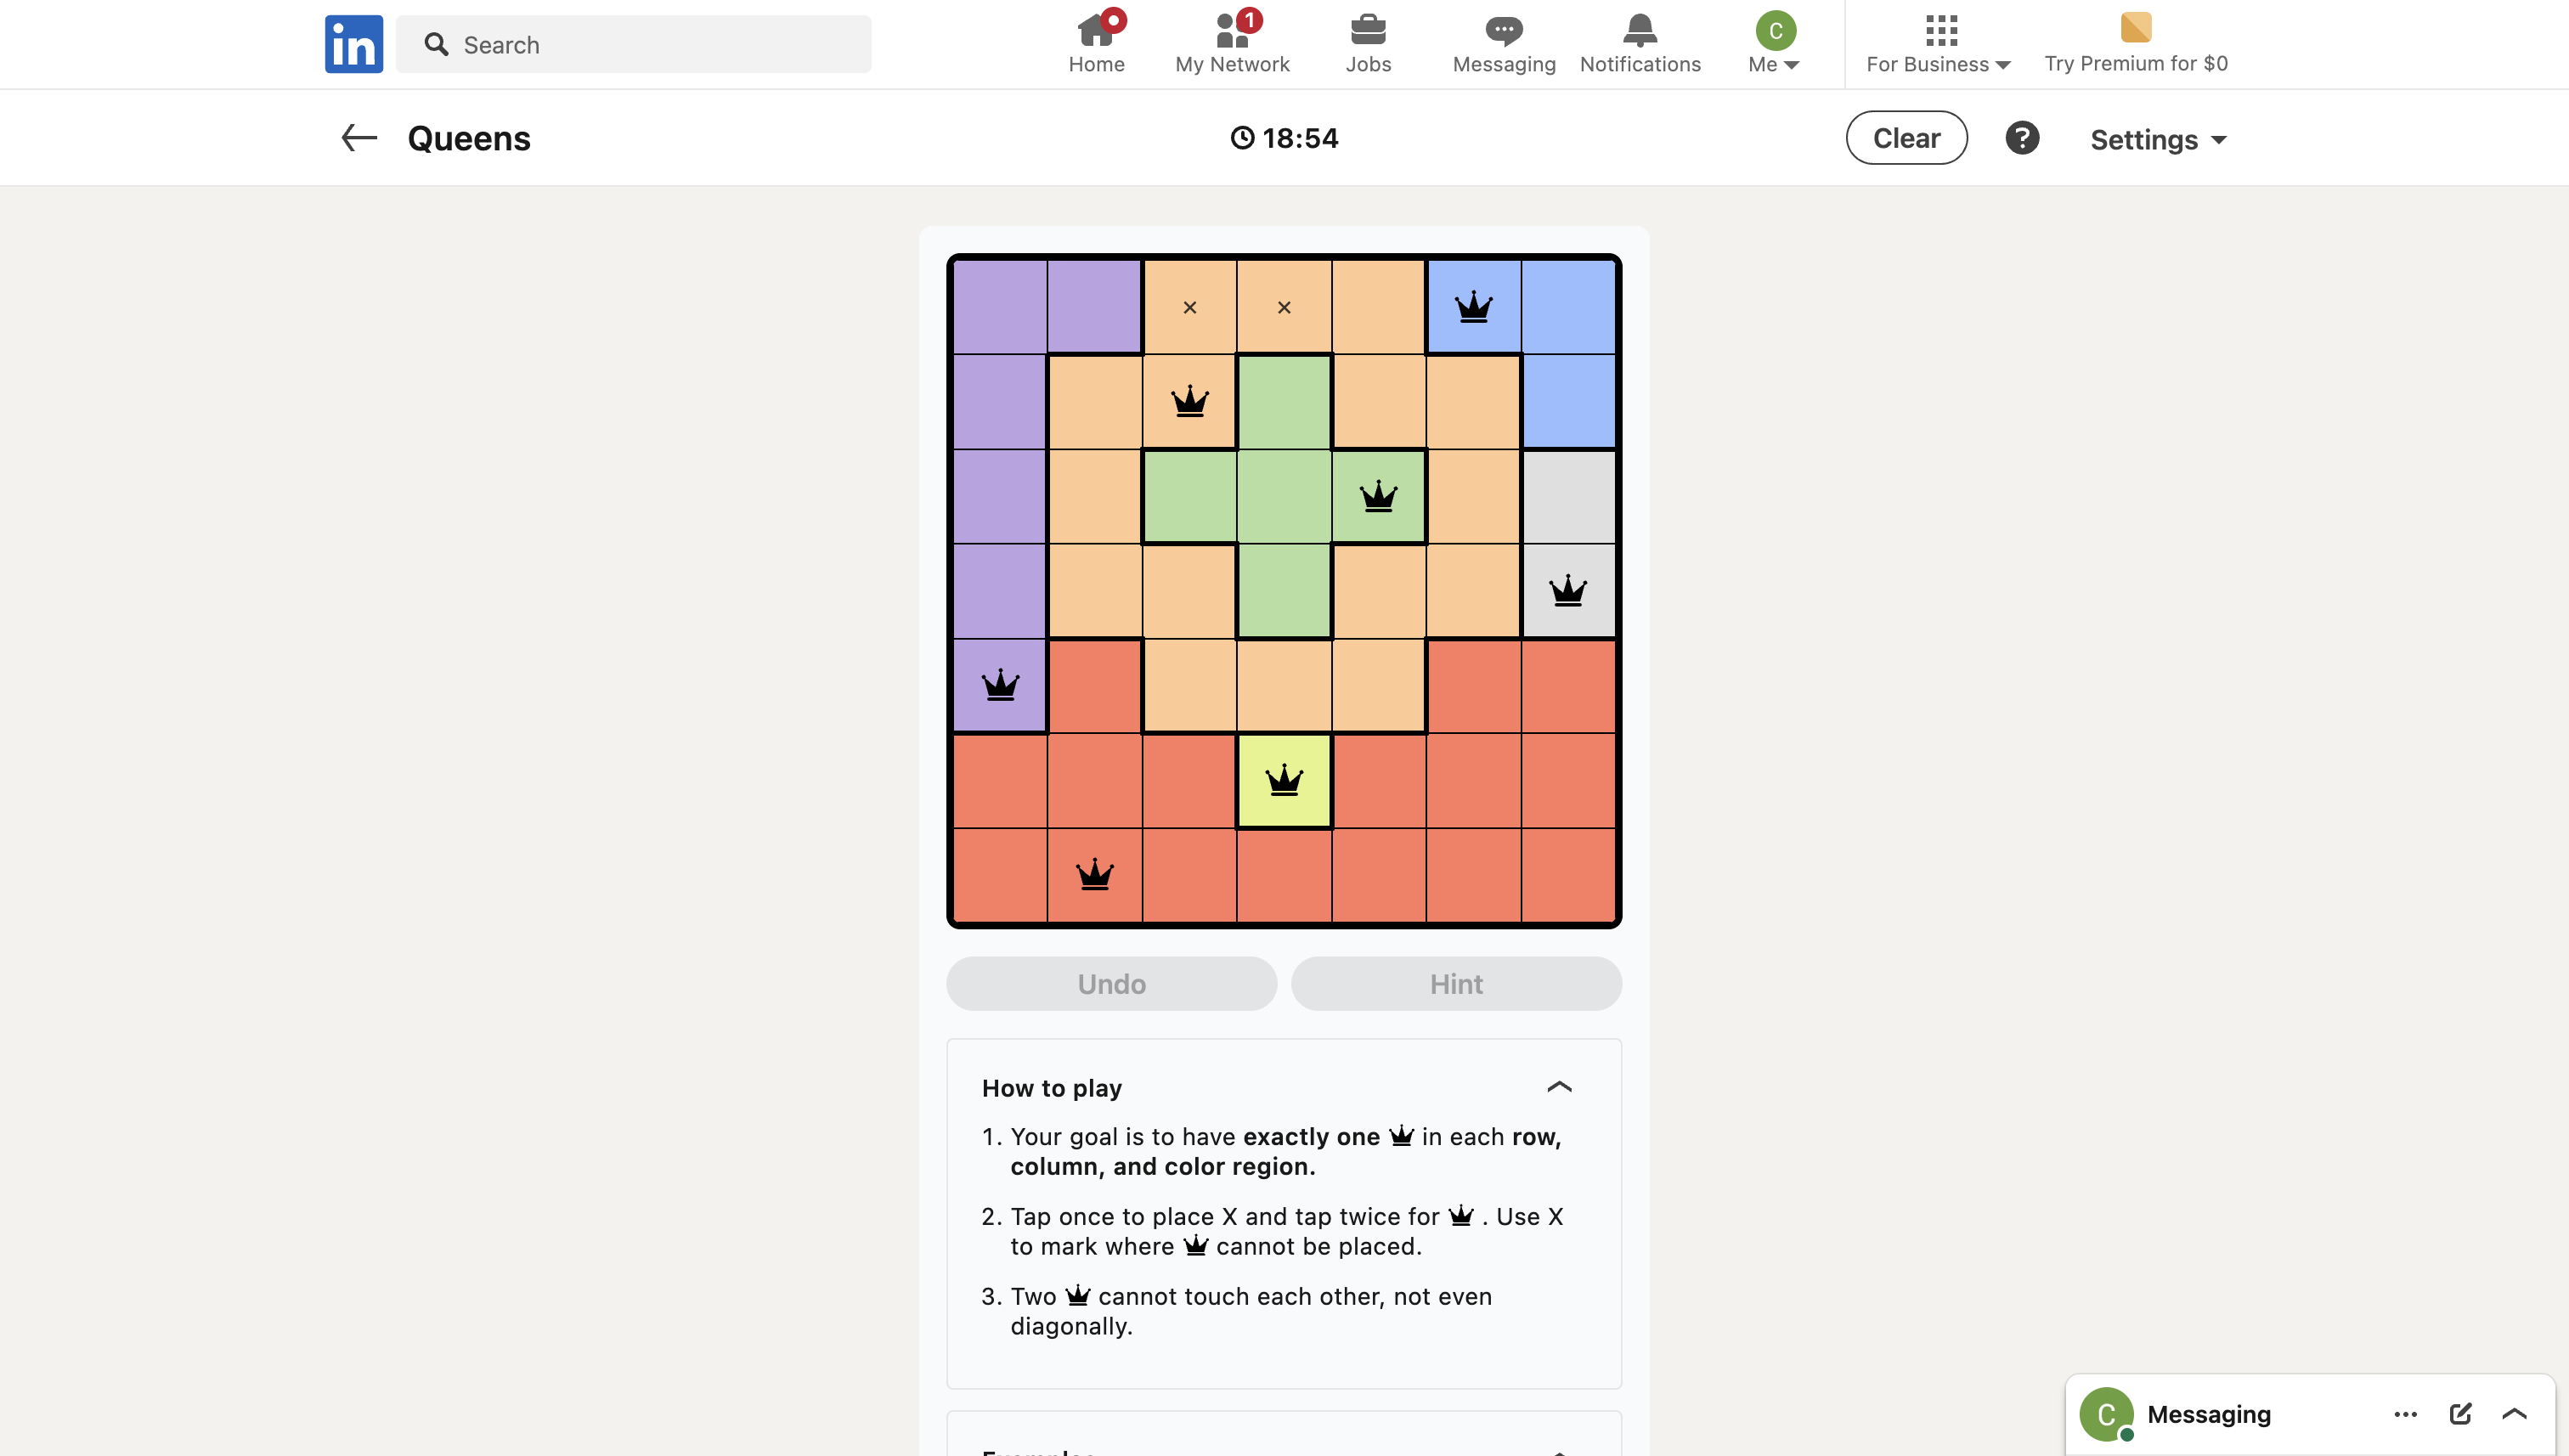 in
Search
Home
1
My Network
Jobs
Messaging
Notifications
C
Me
For Business
Try Premium for $0
Queens
18:54
Clear
?
Settings
× ×
Undo
Hint
How to play
1. Your goal is to have exactly one in each row,
column, and color region.
2. Tap once to place X and tap twice for . Use X
to mark where cannot be placed.
3. Two cannot touch each other, not even
diagonally.
C
Messaging